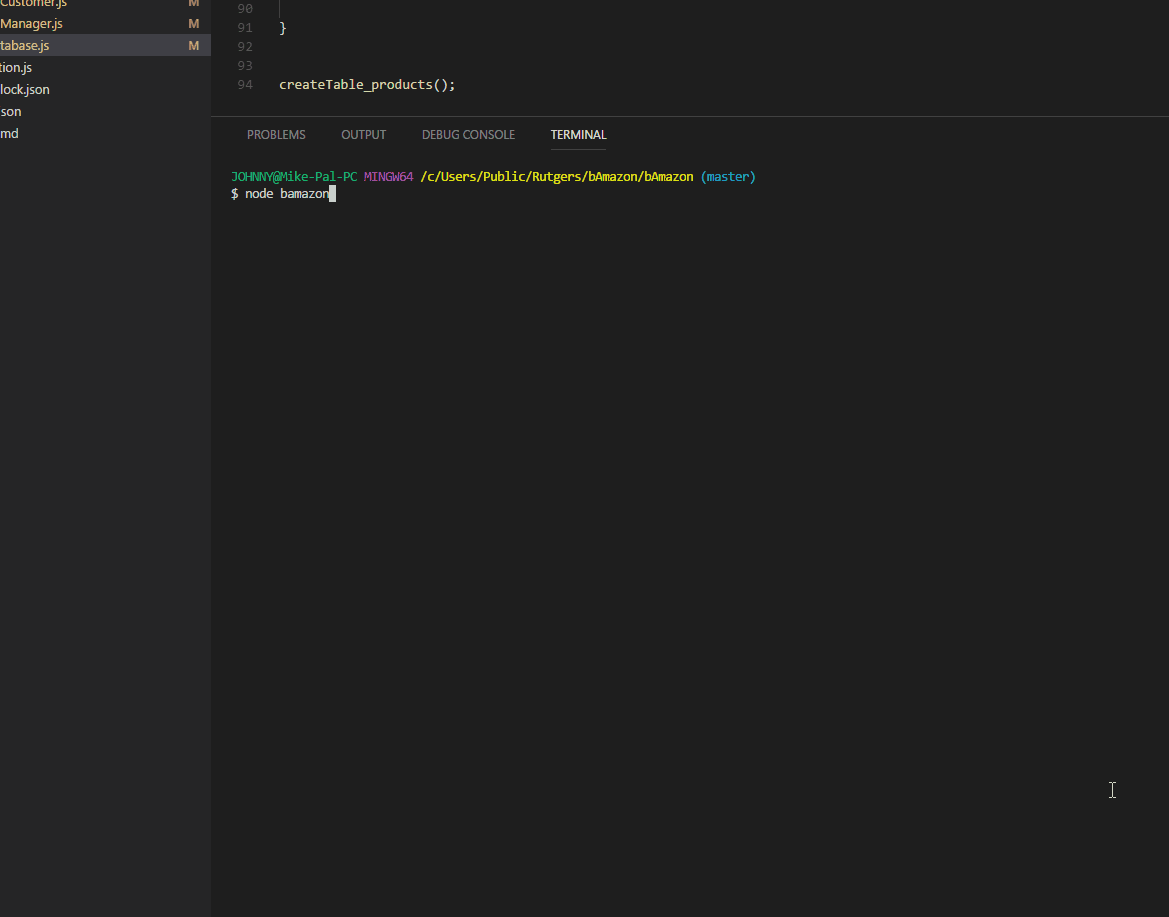 Customer.js M
Manager.js M
tabase.js M
tion.js
lock.json
son
md
90
91 }
92
93
94 createTable_products();
PROBLEMS OUTPUT DEBUG CONSOLE TERMINAL
JOHNNY@Mike-Pal-PC MINGW64 /c/Users/Public/Rutgers/bAmazon/bAmazon (master)
$ node bamazon